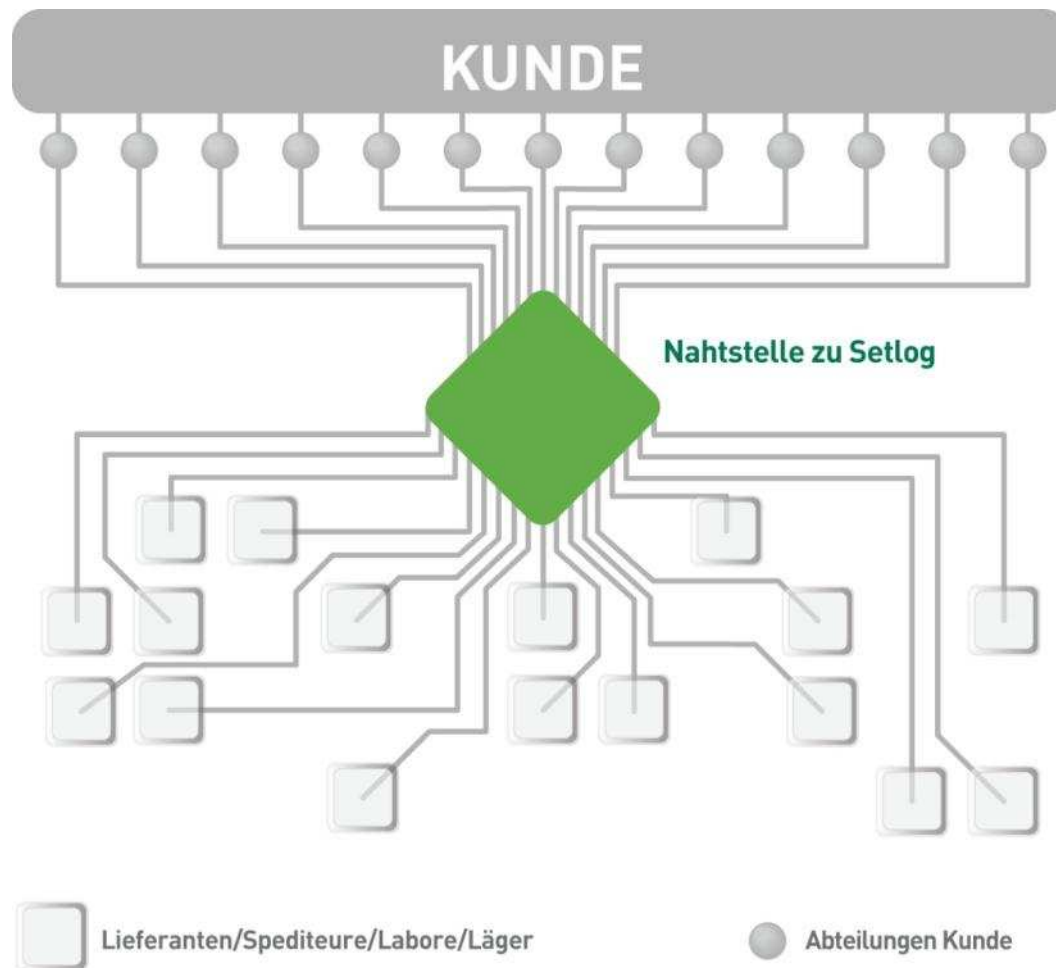 KUNDE
Nahtstelle zu Setlog
Lieferanten/Spediteure/Labore/Läger
Abteilungen Kunde